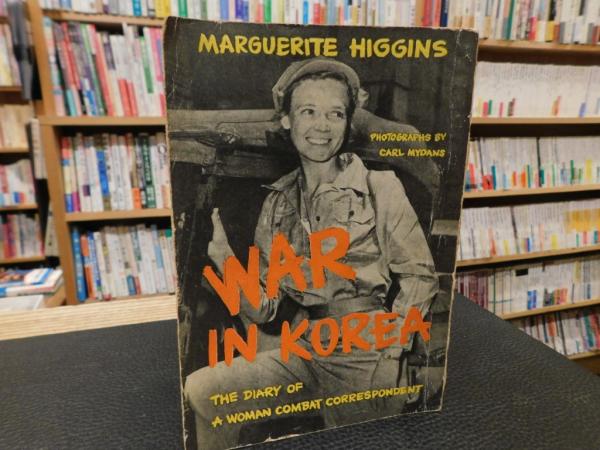 MARGUERITE HIGGINS
PHOTOGRAPHS BY
CARL MYDANS
WAR
IN KOREA
THE DIARY OF
A WOMAN COMBAT CORRESPONDENT